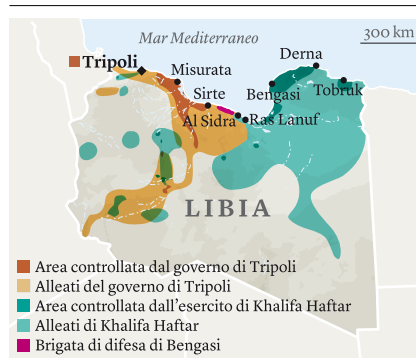 Mar Mediterraneo
300 km
Tripoli
Misurata
Derna
Sirte
Bengasi
Tobruk
Al Sidra
Ras Lanuf
LIBIA
Area controllata dal governo di Tripoli
Alleati del governo di Tripoli
Area controllata dall'esercito di Khalifa Haftar
Alleati di Khalifa Haftar
Brigata di difesa di Bengasi